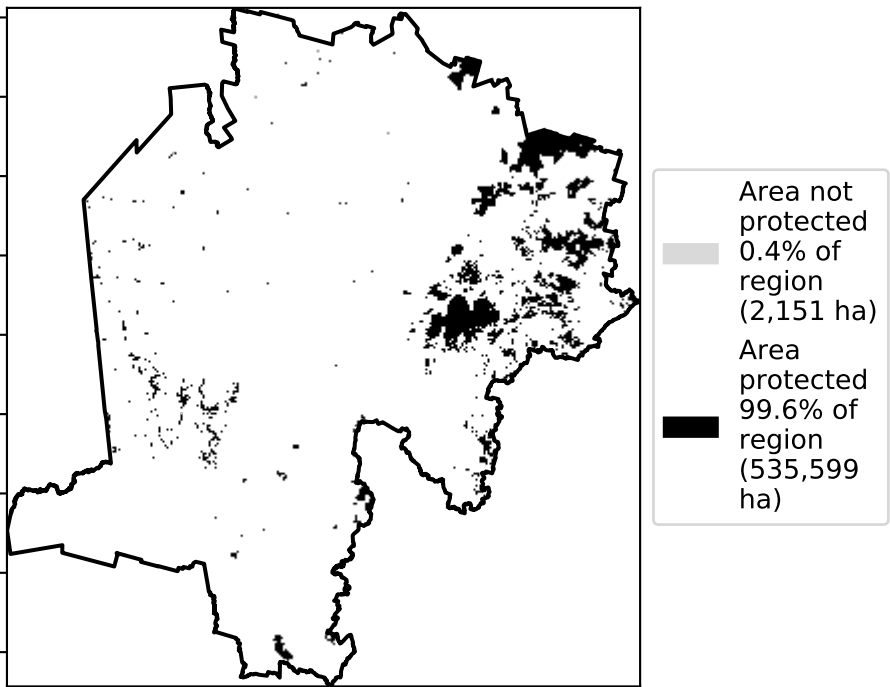 Area not
protected
0.4% of
region
(2,151 ha)
Area
protected
99.6% of
region
(535,599
ha)